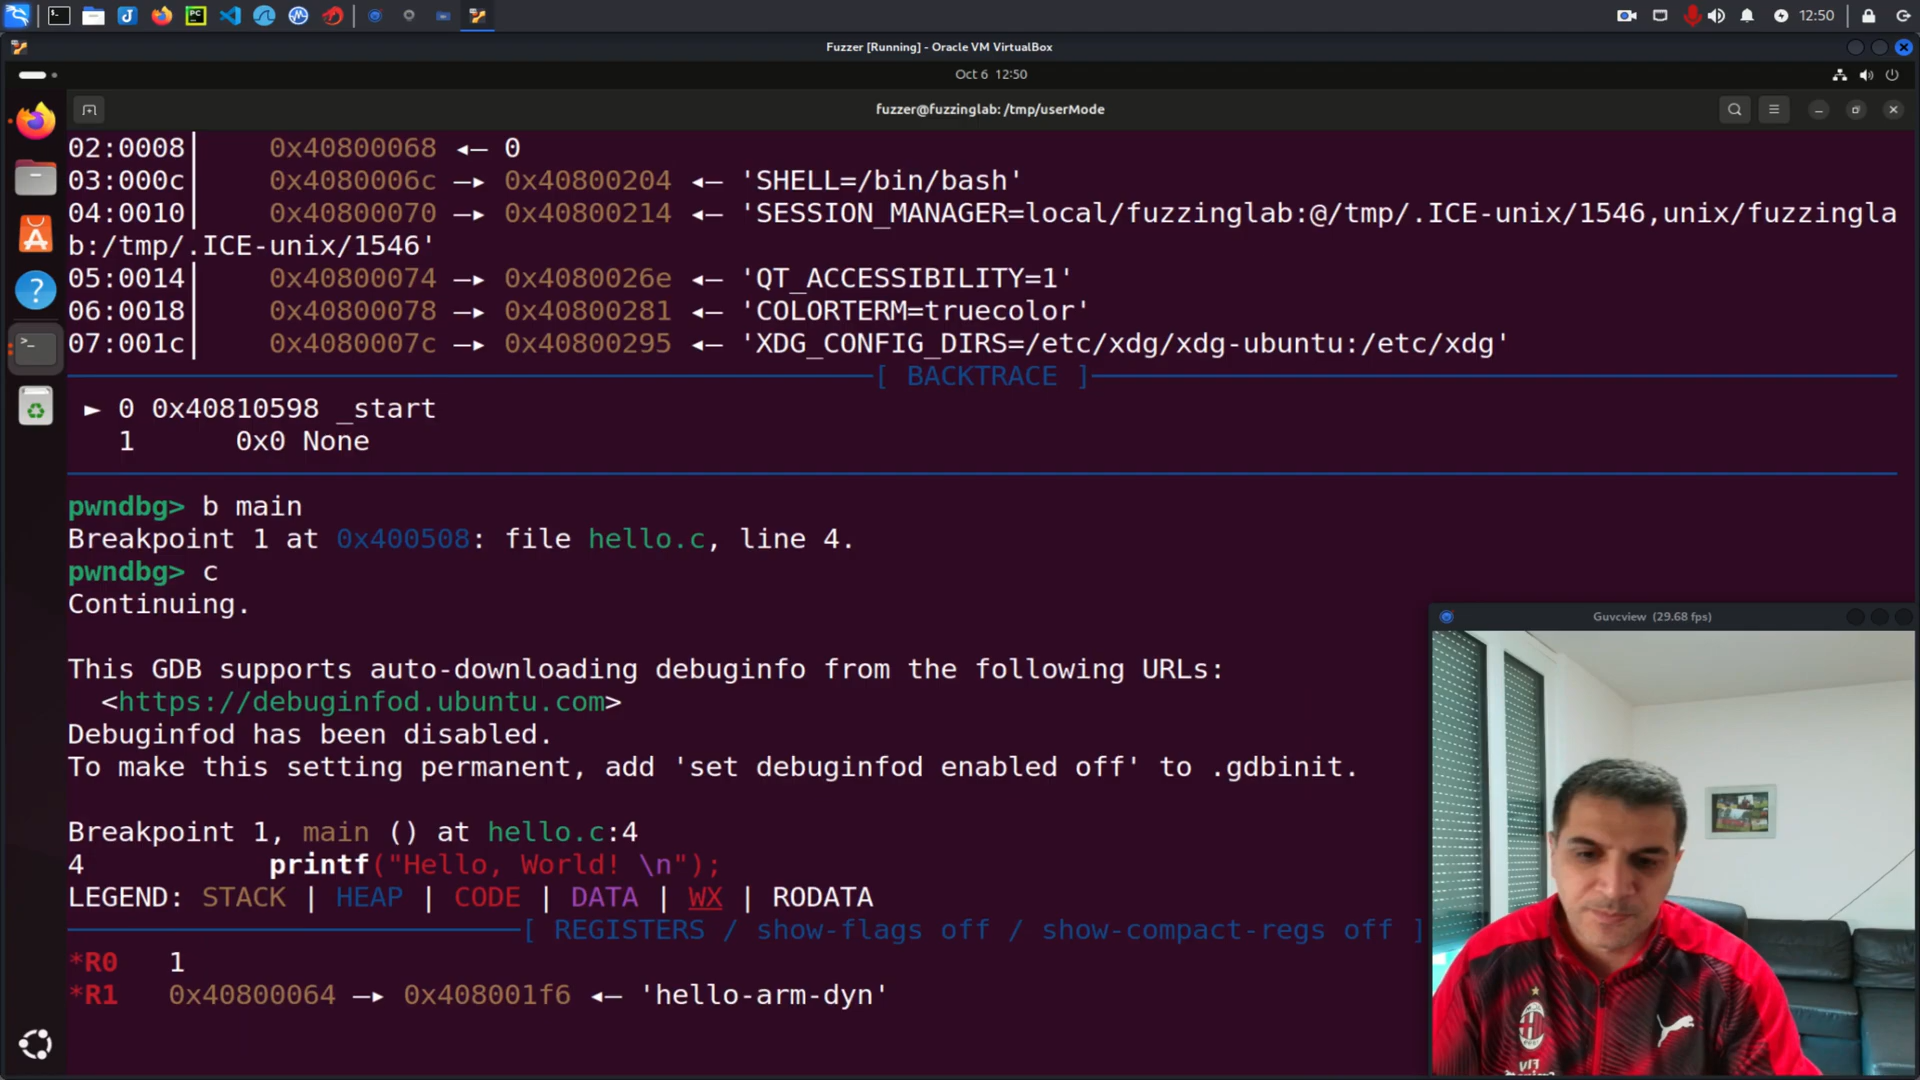 12:50
Fuzzer [Running] - Oracle VM VirtualBox
Oct 6 12:50
fuzzer@fuzzinglab: /tmp/userMode
02:0008│ 0x40800068 ◂— 0
03:000c│ 0x4080006c —▸ 0x40800204 ◂— 'SHELL=/bin/bash'
04:0010│ 0x40800070 —▸ 0x40800214 ◂— 'SESSION_MANAGER=local/fuzzinglab:@/tmp/.ICE-unix/1546,unix/fuzzingla
b:/tmp/.ICE-unix/1546'
05:0014│ 0x40800074 —▸ 0x4080026e ◂— 'QT_ACCESSIBILITY=1'
06:0018│ 0x40800078 —▸ 0x40800281 ◂— 'COLORTERM=truecolor'
07:001c│ 0x4080007c —▸ 0x40800295 ◂— 'XDG_CONFIG_DIRS=/etc/xdg/xdg-ubuntu:/etc/xdg'
[ BACKTRACE ]
► 0 0x40810598 _start
1 0x0 None
pwndbg> b main
Breakpoint 1 at 0x400508: file hello.c, line 4.
pwndbg> c
Continuing.
This GDB supports auto-downloading debuginfo from the following URLs:
<https://debuginfod.ubuntu.com>
Debuginfod has been disabled.
To make this setting permanent, add 'set debuginfod enabled off' to .gdbinit.
Breakpoint 1, main () at hello.c:4
4 printf("Hello, World! \n");
LEGEND: STACK | HEAP | CODE | DATA | WX | RODATA
[ REGISTERS / show-flags off / show-compact-regs off ]
*R0 1
*R1 0x40800064 —▸ 0x408001f6 ◂— 'hello-arm-dyn'
Guvcview (29.68 fps)